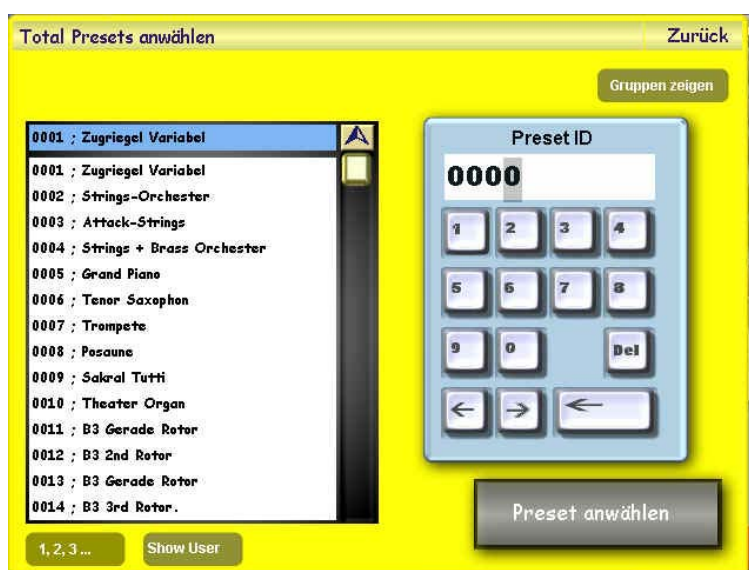 Total Presets anwählen
Zurück
Gruppen zeigen
0001 ; Zugriegel Variabel
0001 ; Zugriegel Variabel
0002 ; Strings-Orchester
0003 ; Attack-Strings
0004 ; Strings + Brass Orchester
0005 ; Grand Piano
0006 ; Tenor Saxophon
0007 ; Trompete
0008 ; Posaune
0009 ; Sakral Tutti
0010 ; Theater Organ
0011 ; B3 Gerade Rotor
0012 ; B3 2nd Rotor
0013 ; B3 Gerade Rotor
0014 ; B3 3rd Rotor.
1, 2, 3 ...
Show User
Preset ID
0000
1 2 3 4
5 6 7 8
9 0 Del
Preset anwählen